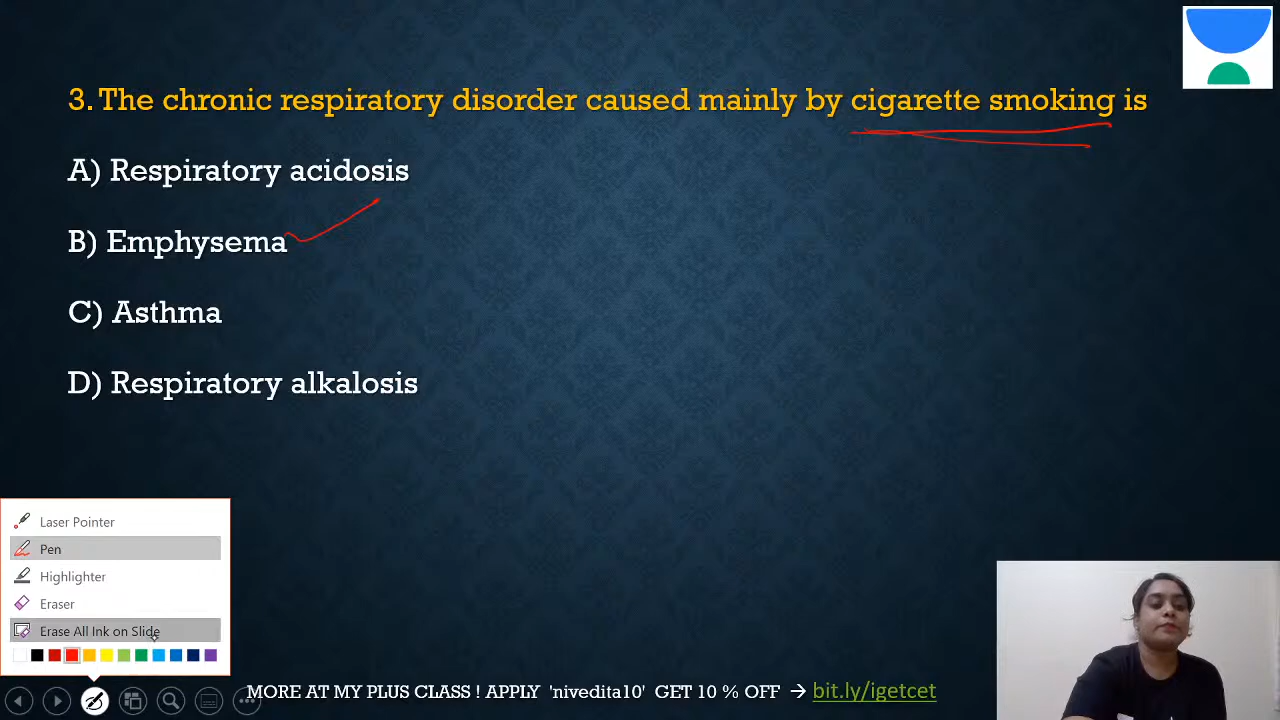 3. The chronic respiratory disorder caused mainly by cigarette smoking is
A) Respiratory acidosis
B) Emphysema
C) Asthma
D) Respiratory alkalosis
Laser Pointer
Pen
Highlighter
Eraser
Erase All Ink on Slide
MORE AT MY PLUS CLASS ! APPLY 'nivedita10' GET 10 % OFF → bit.ly/igetcet